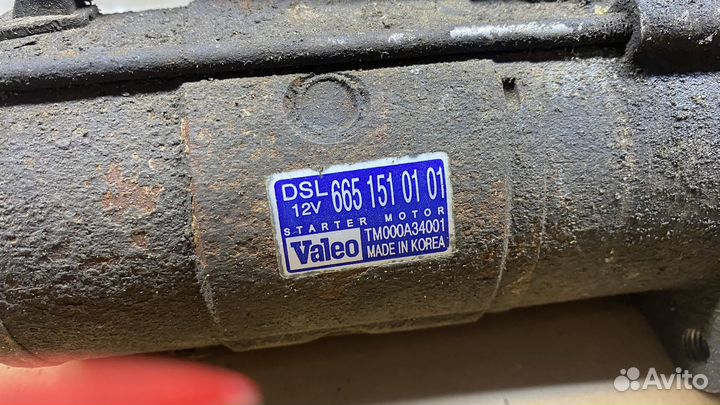 DSL 12V 665 151 01 01
STARTER MOTOR
Valeo TM000A34001
MADE IN KOREA
Avito